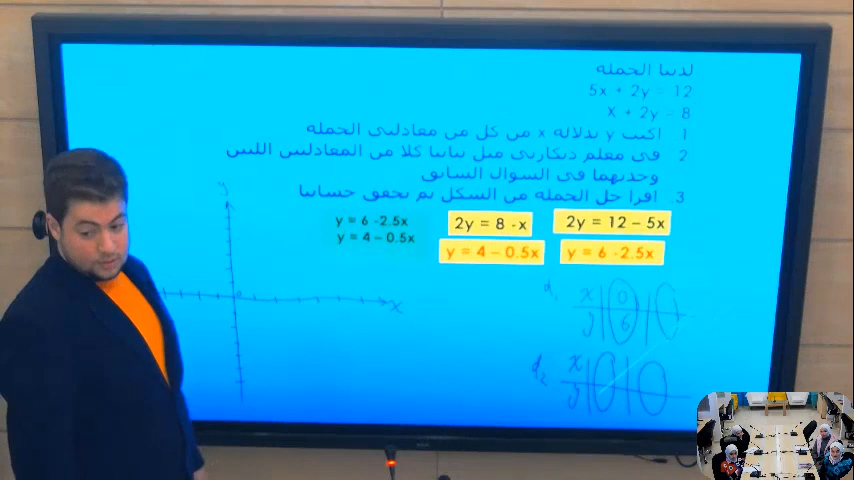 لدينا الجملة
5x + 2y = 12
x + 2y = 8
1. اكتب y بدلالة x من كل من معادلتي الجملة
2. في معلم ديكارتي مثل بيانيا كلا من المعادلتين اللتين
وجدتهما في السؤال السابق
3. اقرأ حل الجملة من الشكل ثم تحقق حسابيا
y = 6 -2.5x
y = 4 – 0.5x
2y = 8 -x
2y = 12 – 5x
y = 4 – 0.5x
y = 6 -2.5x
y
x
0
d1
x 0
y 6
d2
x
y